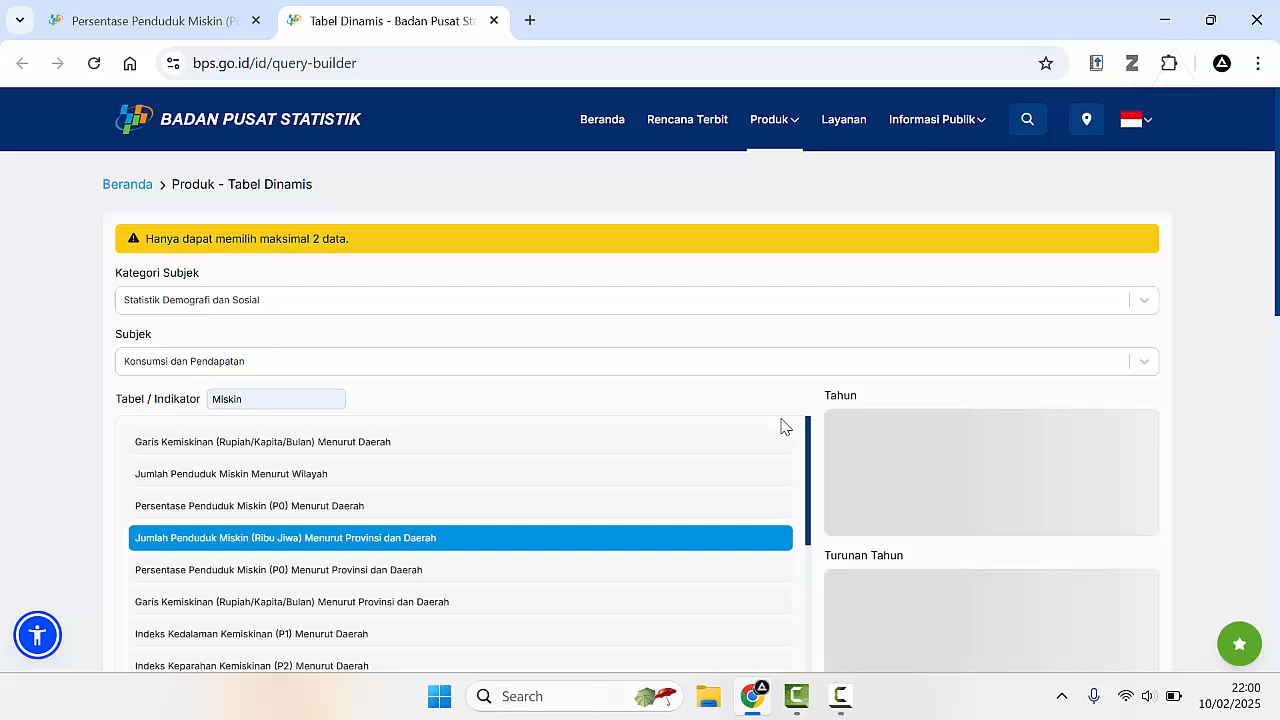 Persentase Penduduk Miskin (P
Tabel Dinamis - Badan Pusat St
bps.go.id/id/query-builder
BADAN PUSAT STATISTIK
Beranda
Rencana Terbit
Produk
Layanan
Informasi Publik
Beranda > Produk - Tabel Dinamis
Hanya dapat memilih maksimal 2 data.
Kategori Subjek
Statistik Demografi dan Sosial
Subjek
Konsumsi dan Pendapatan
Tabel / Indikator
Miskin
Tahun
Garis Kemiskinan (Rupiah/Kapita/Bulan) Menurut Daerah
Jumlah Penduduk Miskin Menurut Wilayah
Persentase Penduduk Miskin (P0) Menurut Daerah
Jumlah Penduduk Miskin (Ribu Jiwa) Menurut Provinsi dan Daerah
Turunan Tahun
Persentase Penduduk Miskin (P0) Menurut Provinsi dan Daerah
Garis Kemiskinan (Rupiah/Kapita/Bulan) Menurut Provinsi dan Daerah
Indeks Kedalaman Kemiskinan (P1) Menurut Daerah
Indeks Keparahan Kemiskinan (P2) Menurut Daerah
Search
22:00
10/02/2025